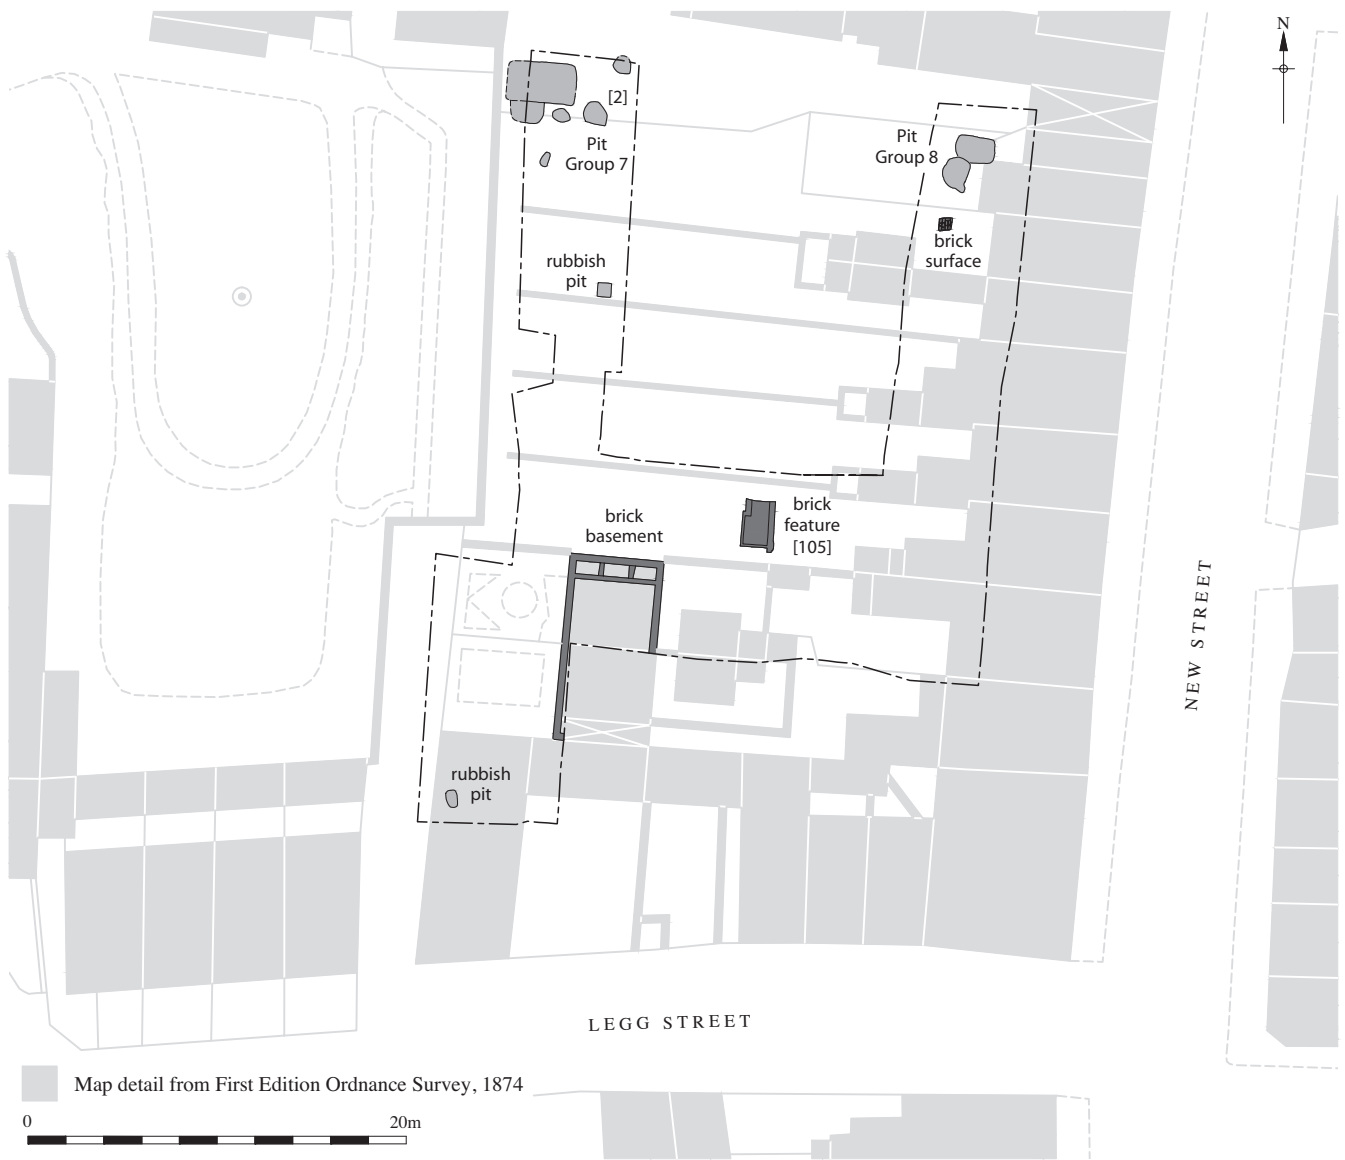 N
[2]
Pit
Group 7
Pit
Group 8
brick
surface
rubbish
pit
brick
basement
brick
feature
[105]
NEW STREET
rubbish
pit
LEGG STREET
Map detail from First Edition Ordnance Survey, 1874
0 20m